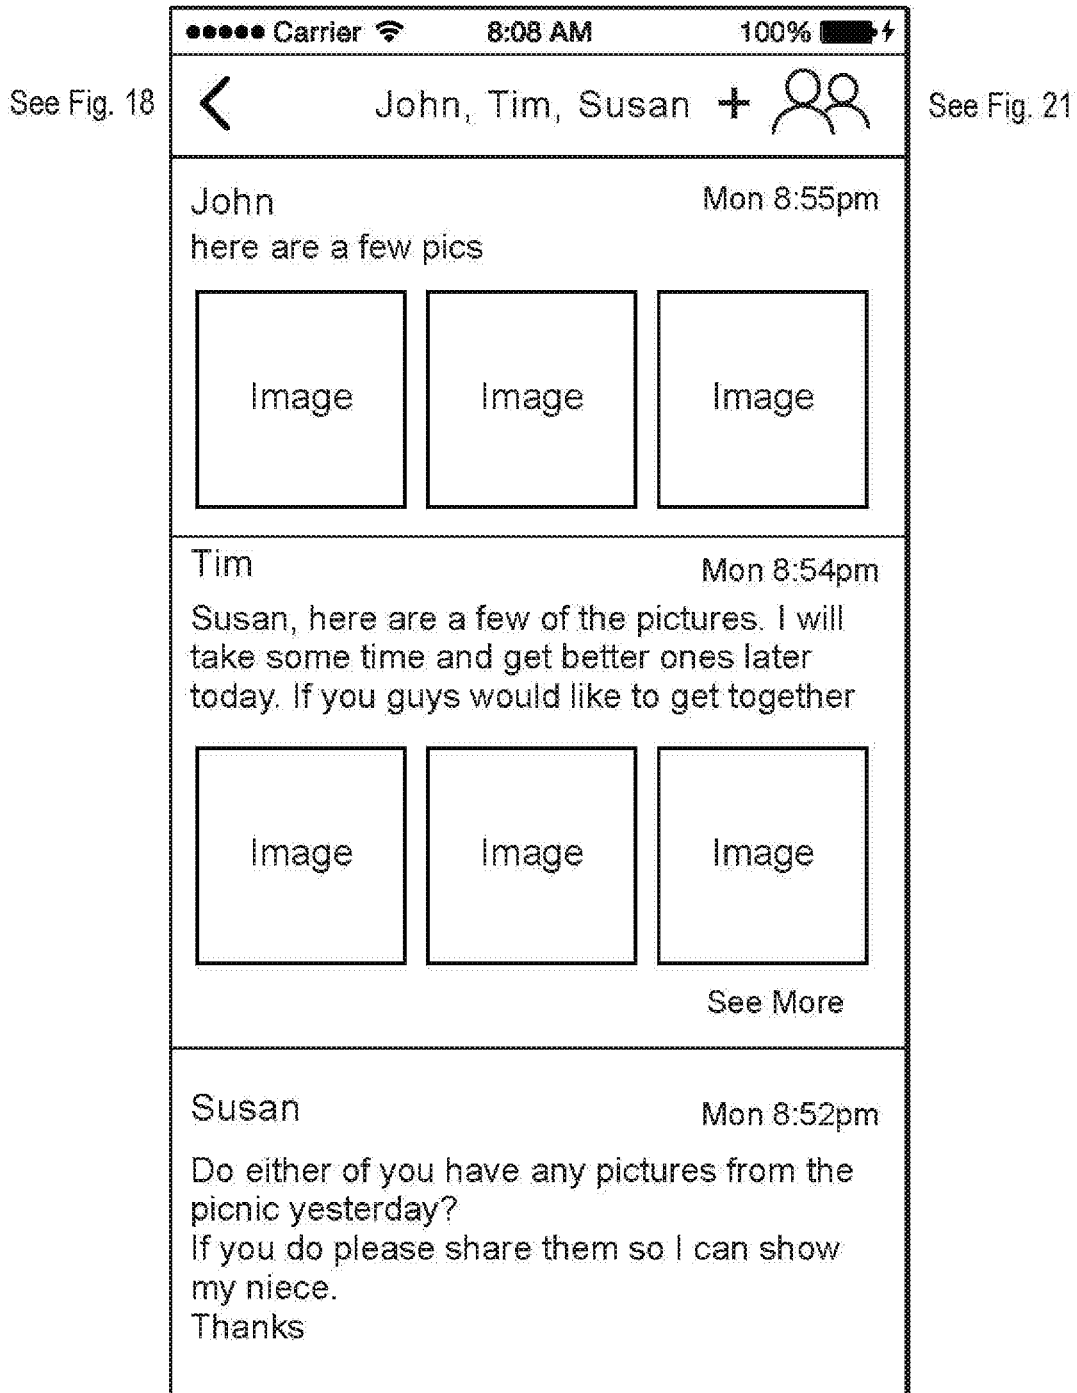 Carrier 8:08 AM 100%
See Fig. 18
John, Tim, Susan +
See Fig. 21
John
Mon 8:55pm
here are a few pics
Image Image Image
Tim
Mon 8:54pm
Susan, here are a few of the pictures. I will
take some time and get better ones later
today. If you guys would like to get together
Image Image Image
See More
Susan
Mon 8:52pm
Do either of you have any pictures from the
picnic yesterday?
If you do please share them so I can show
my niece.
Thanks